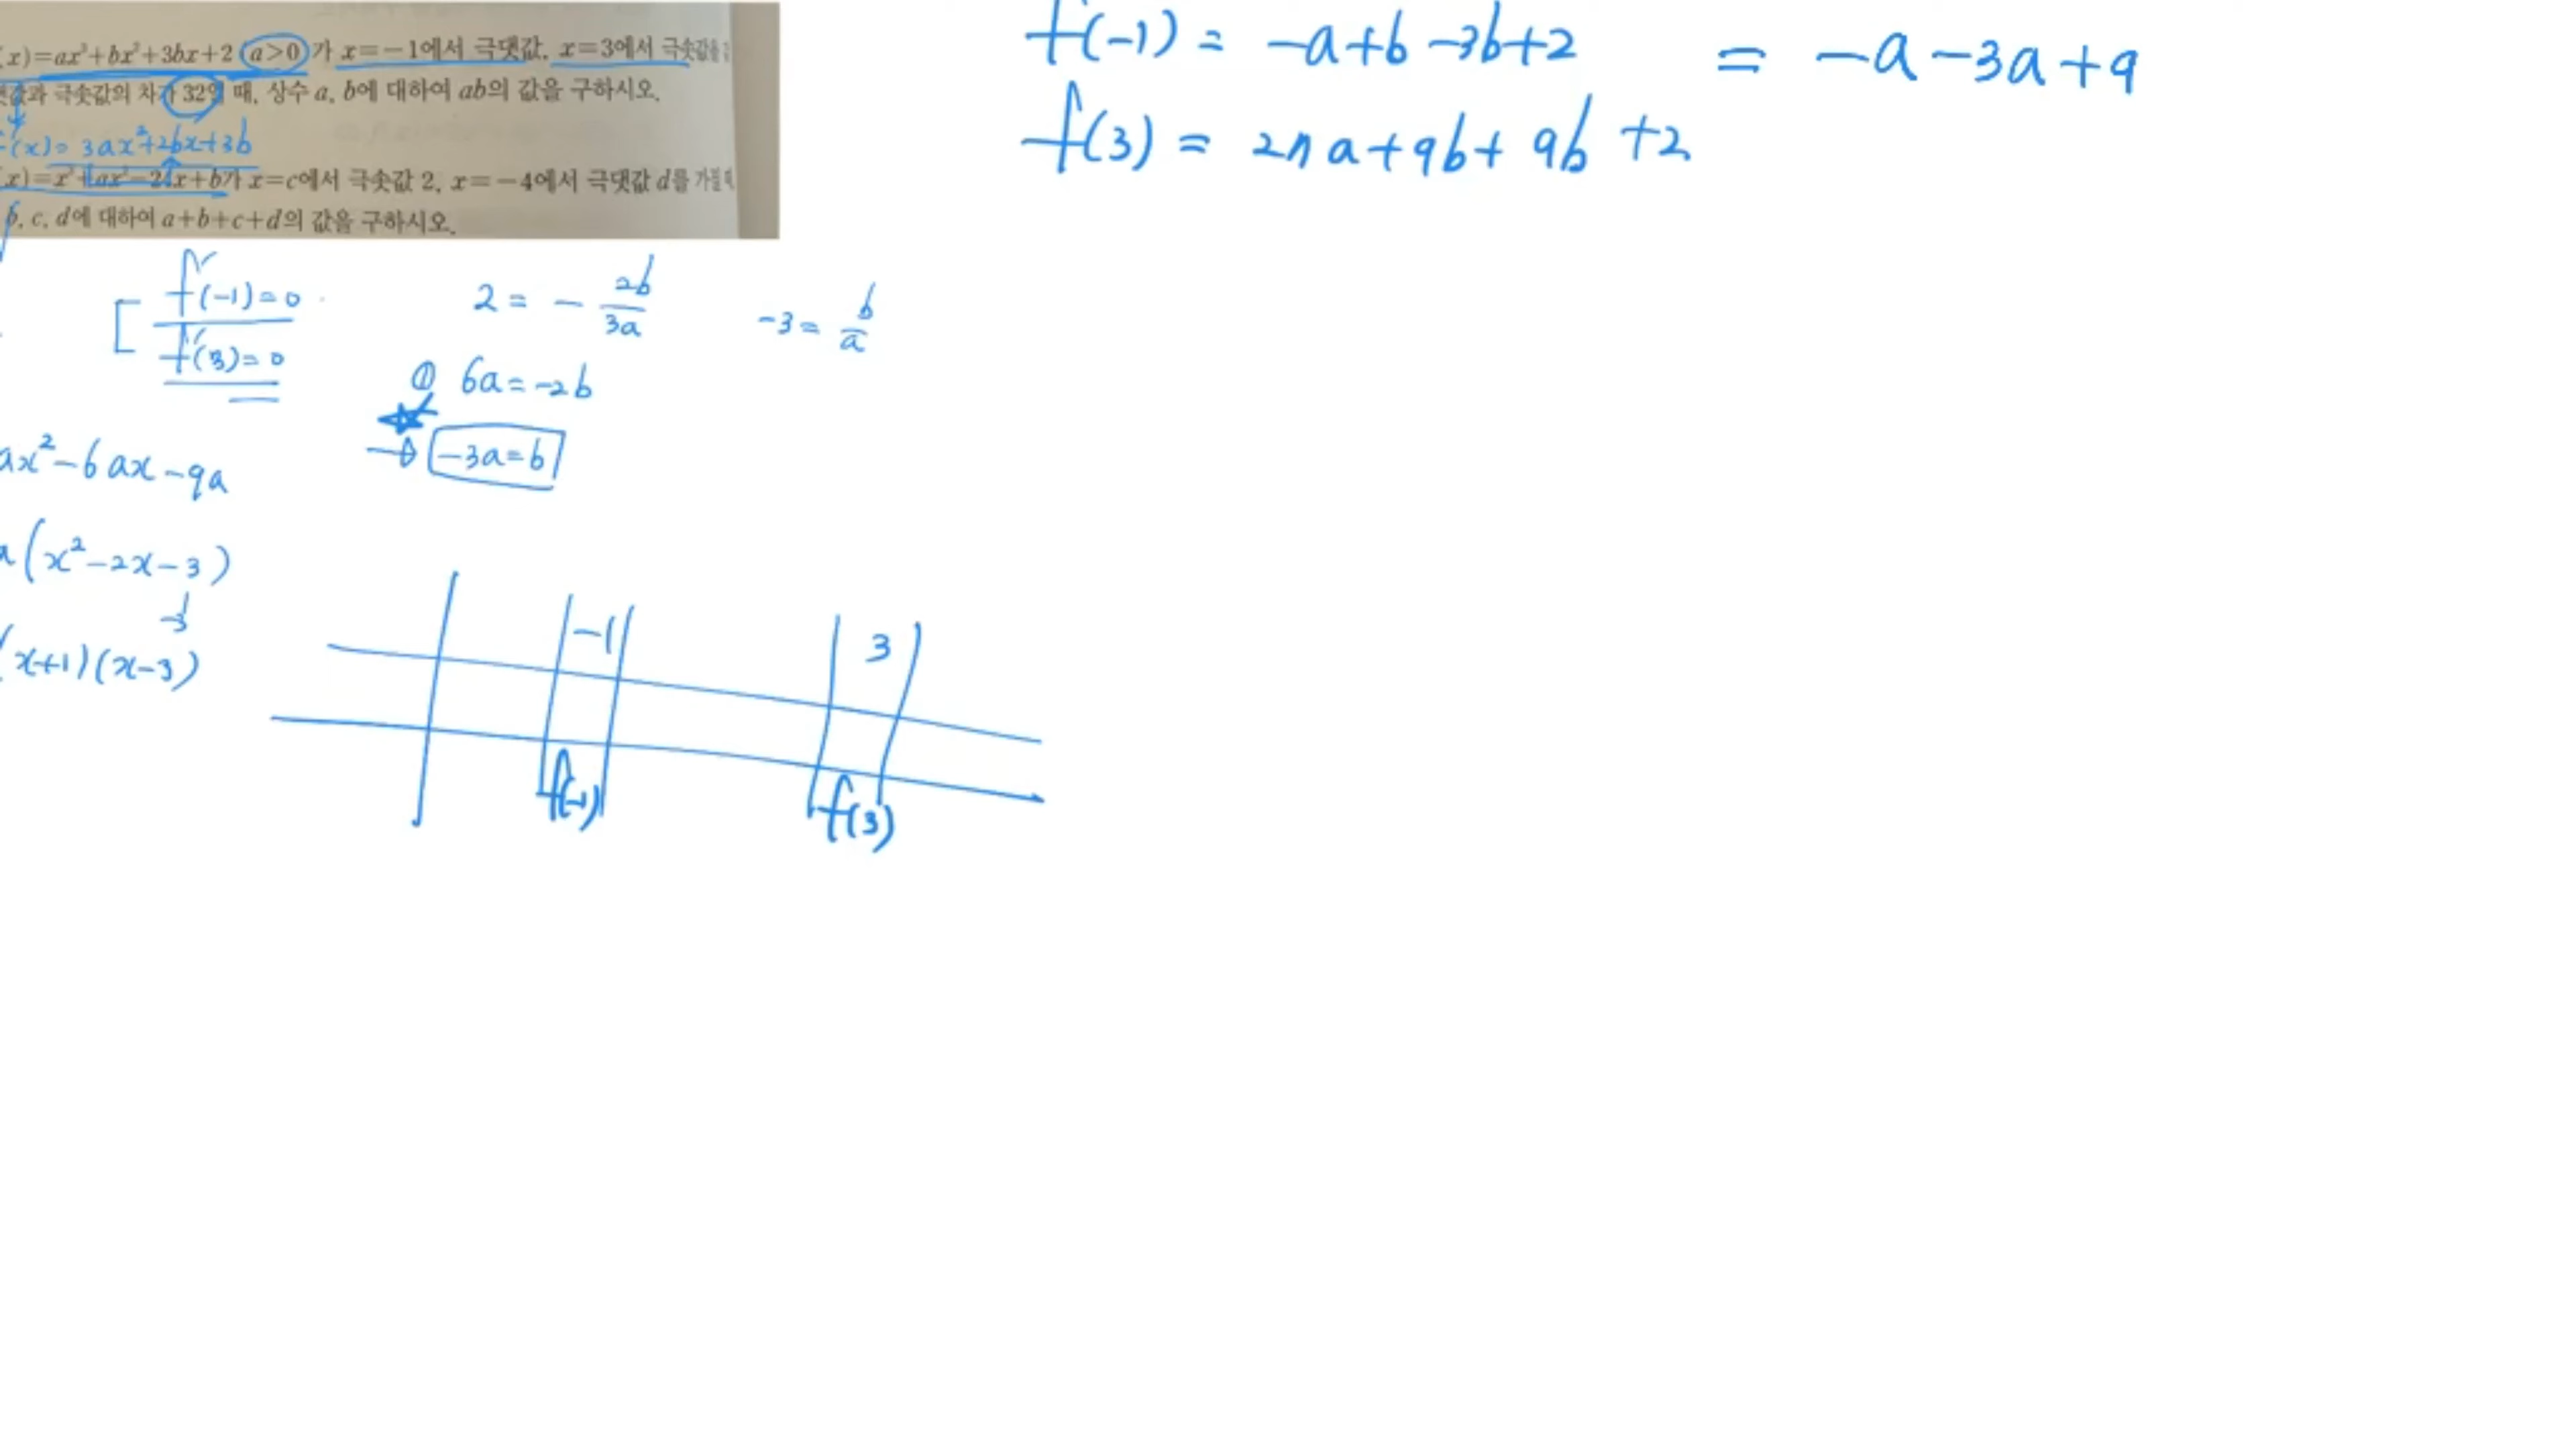 x)=ax³+bx²+3bx+2 (a>0)가 x=−1에서 극댓값, x=3에서 극솟값을
댓값과 극솟값의 차가 32일 때, 상수 a, b에 대하여 ab의 값을 구하시오.
f'(x)= 3ax²+2bx+3b
x)=x³+ax²−24x+b가 x=c에서 극솟값 2, x=−4에서 극댓값 d를 가질 때
b, c, d에 대하여 a+b+c+d의 값을 구하시오.
f(-1) = -a+b-3b+2 = -a-3a+9
f(3) = 27a+9b+9b+2
f'(-1)=0
f'(3)=0
2 = - 2b/3a
-3 = b/a
① 6a=-2b
→ -3a=b
ax²-6ax-9a
a(x²-2x-3)
(x+1)(x-3)
-1 3
f(-1) f(3)